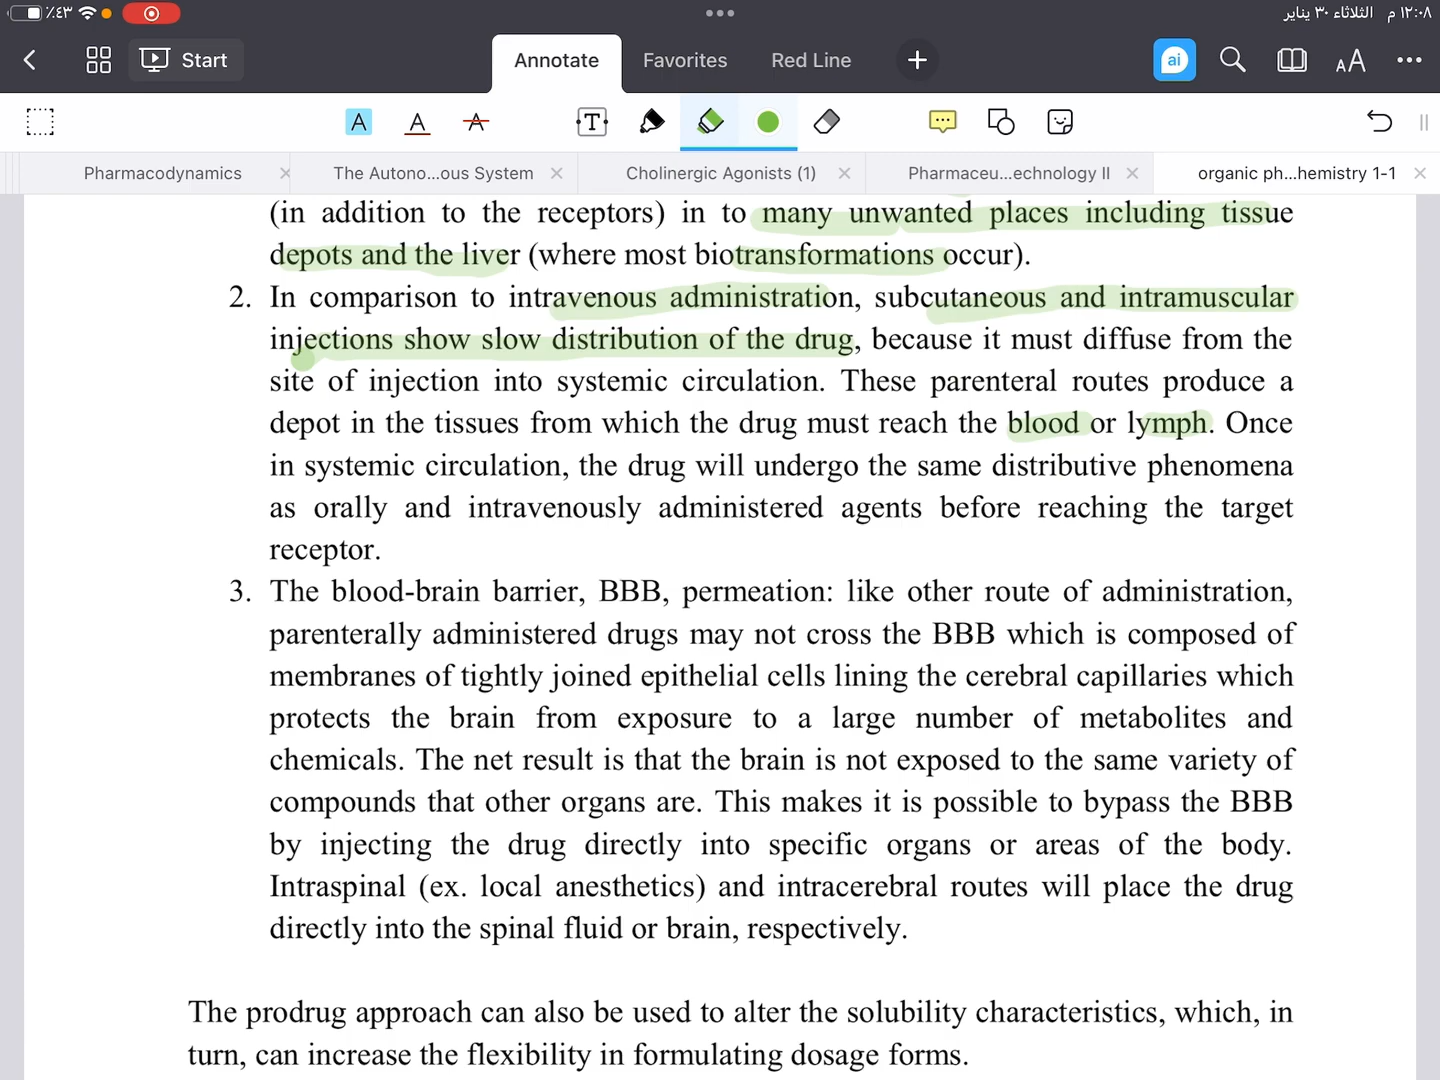 ٪٤٣
١٢:٠٨ م الثلاثاء ٣٠ يناير
Start
Annotate
Favorites
Red Line
ai
AA
A
A
A
T
Pharmacodynamics
The Autono...ous System
Cholinergic Agonists (1)
Pharmaceu...echnology II
organic ph...hemistry 1-1
(in addition to the receptors) in to many unwanted places including tissue
depots and the liver (where most biotransformations occur).
2. In comparison to intravenous administration, subcutaneous and intramuscular
injections show slow distribution of the drug, because it must diffuse from the
site of injection into systemic circulation. These parenteral routes produce a
depot in the tissues from which the drug must reach the blood or lymph. Once
in systemic circulation, the drug will undergo the same distributive phenomena
as orally and intravenously administered agents before reaching the target
receptor.
3. The blood-brain barrier, BBB, permeation: like other route of administration,
parenterally administered drugs may not cross the BBB which is composed of
membranes of tightly joined epithelial cells lining the cerebral capillaries which
protects the brain from exposure to a large number of metabolites and
chemicals. The net result is that the brain is not exposed to the same variety of
compounds that other organs are. This makes it is possible to bypass the BBB
by injecting the drug directly into specific organs or areas of the body.
Intraspinal (ex. local anesthetics) and intracerebral routes will place the drug
directly into the spinal fluid or brain, respectively.
The prodrug approach can also be used to alter the solubility characteristics, which, in
turn, can increase the flexibility in formulating dosage forms.